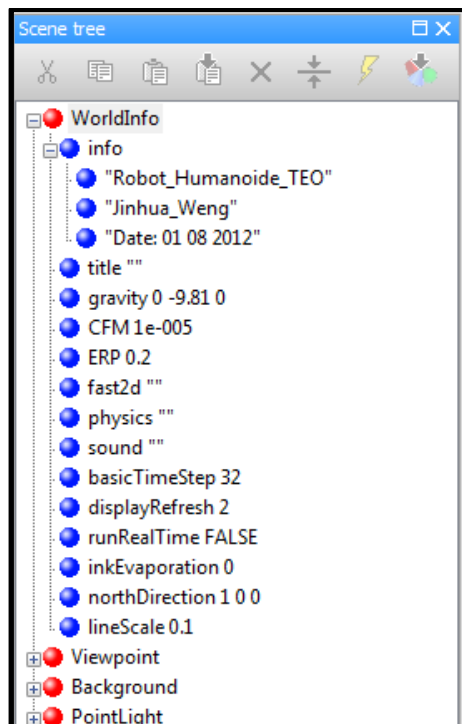 Scene tree
WorldInfo
info
"Robot_Humanoide_TEO"
"Jinhua_Weng"
"Date: 01 08 2012"
title ""
gravity 0 -9.81 0
CFM 1e-005
ERP 0.2
fast2d ""
physics ""
sound ""
basicTimeStep 32
displayRefresh 2
runRealTime FALSE
inkEvaporation 0
northDirection 1 0 0
lineScale 0.1
Viewpoint
Background
PointLight